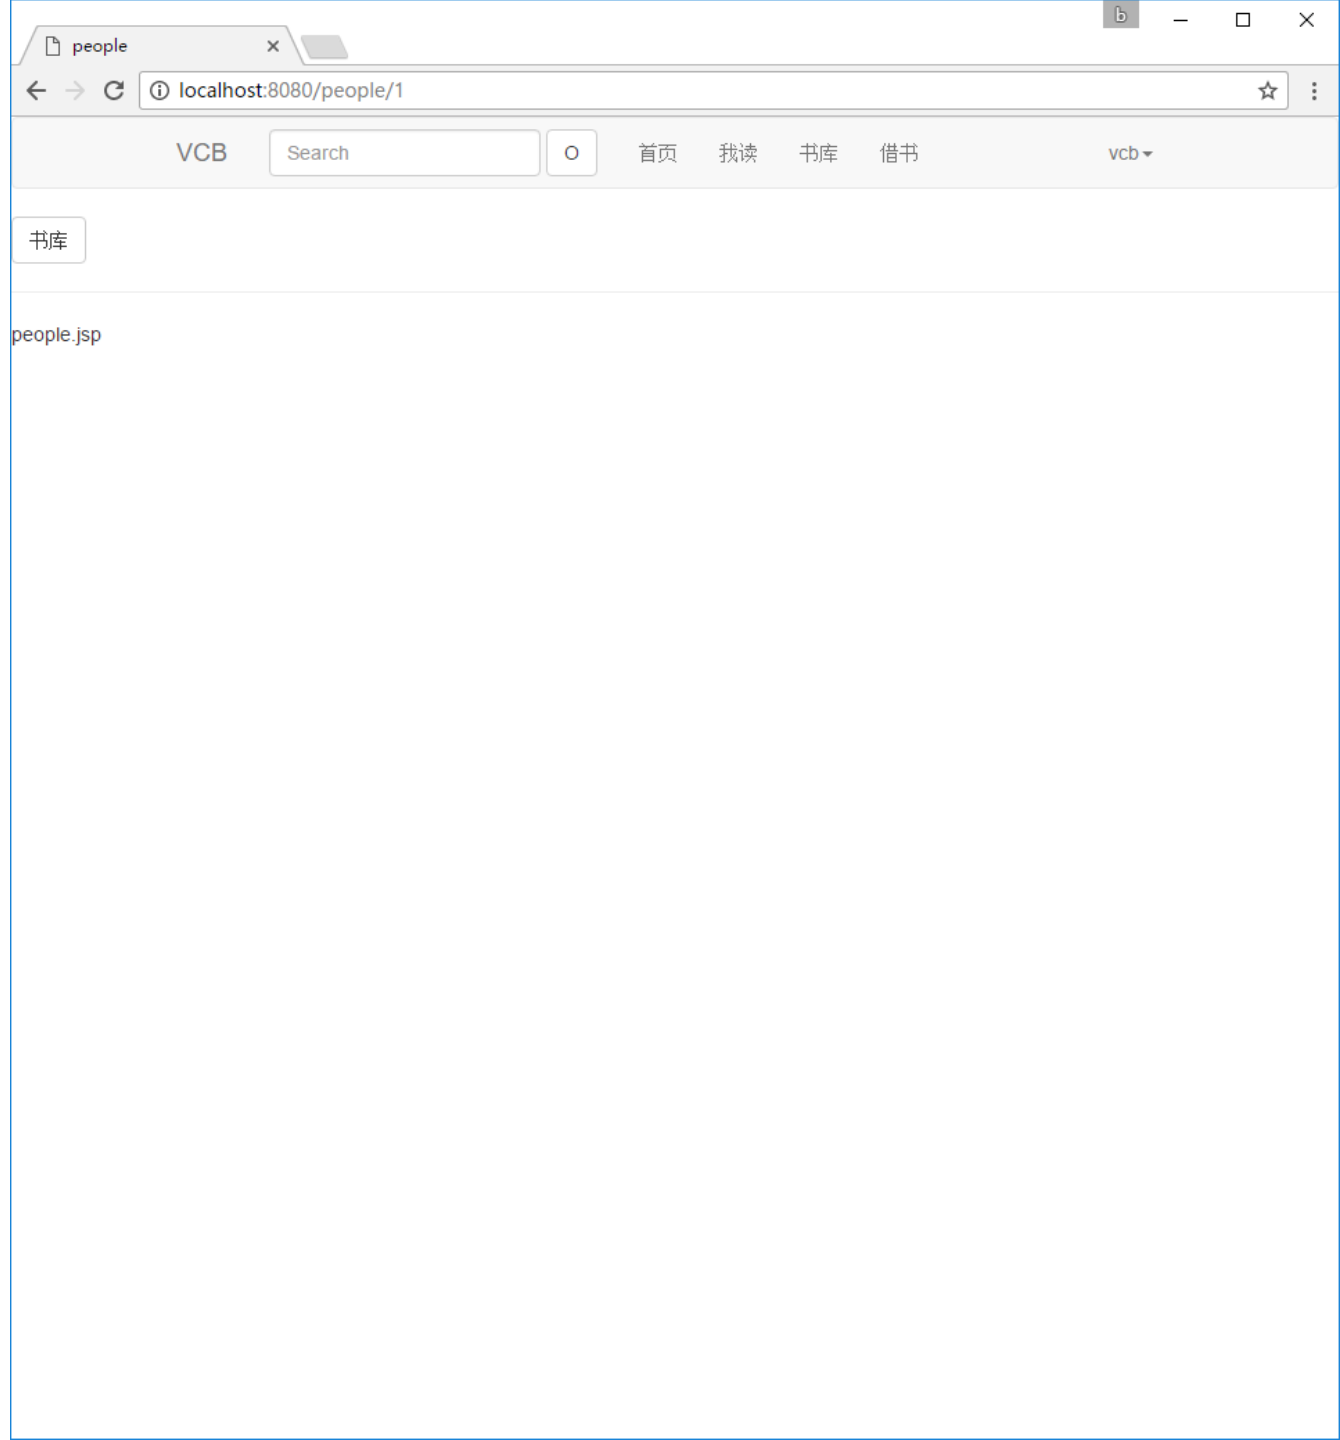 b
people
localhost:8080/people/1
VCB Search O 首页 我读 书库 借书 vcb
书库
people.jsp